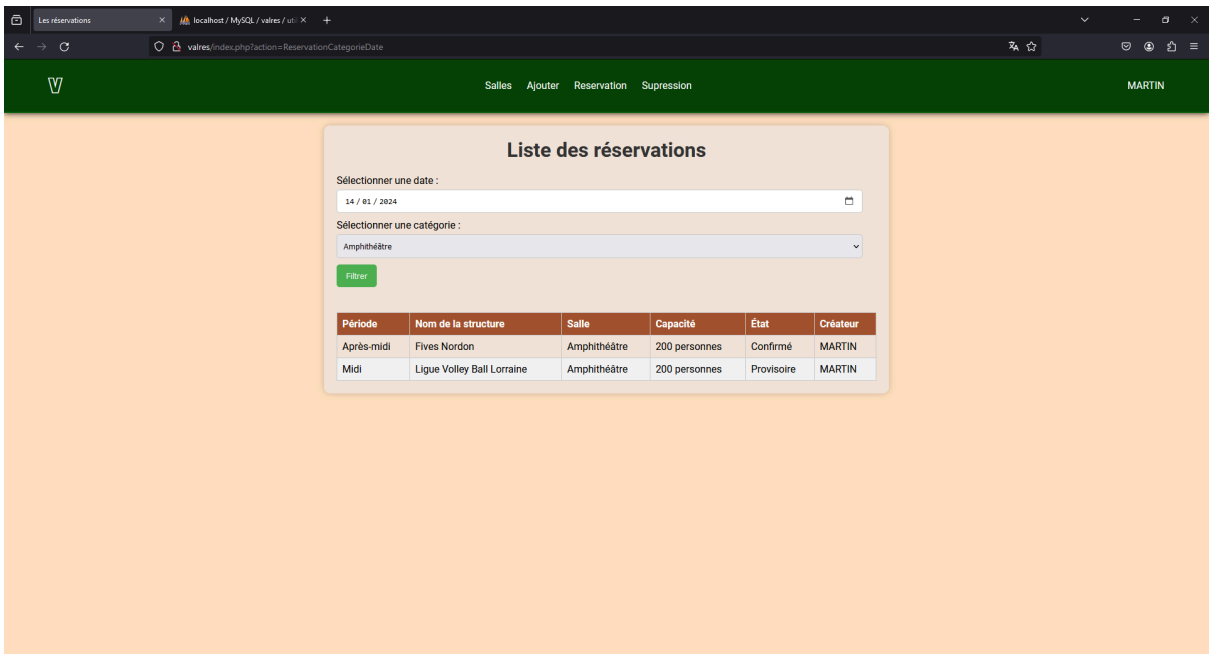 Les réservations
localhost / MySQL / valres / util
valres/index.php?action=ReservationCategorieDate
V
Salles Ajouter Reservation Supression
MARTIN
Liste des réservations
Sélectionner une date :
14 / 01 / 2024
Sélectionner une catégorie :
Amphithéâtre
Filtrer
Période Nom de la structure Salle Capacité État Créateur
Après-midi Fives Nordon Amphithéâtre 200 personnes Confirmé MARTIN
Midi Ligue Volley Ball Lorraine Amphithéâtre 200 personnes Provisoire MARTIN